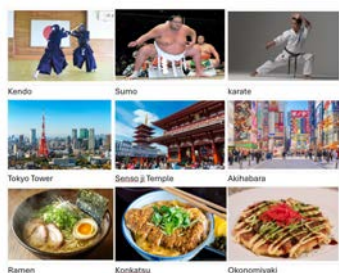 Kendo
Sumo
karate
Tokyo Tower
Senso ji Temple
Akihabara
Ramen
Konkatsu
Okonomiyaki